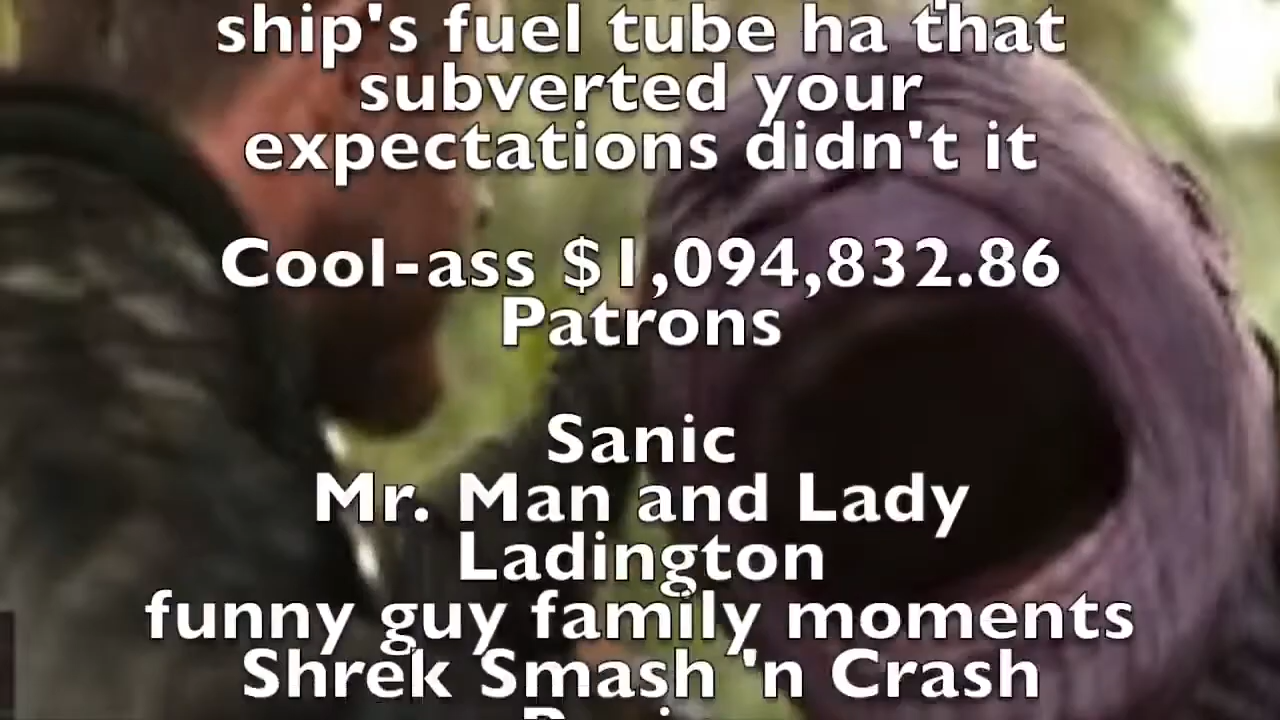 ship's fuel tube ha that
subverted your
expectations didn't it
Cool-ass $1,094,832.86
Patrons
Sanic
Mr. Man and Lady
Ladington
funny guy family moments
Shrek Smash 'n Crash